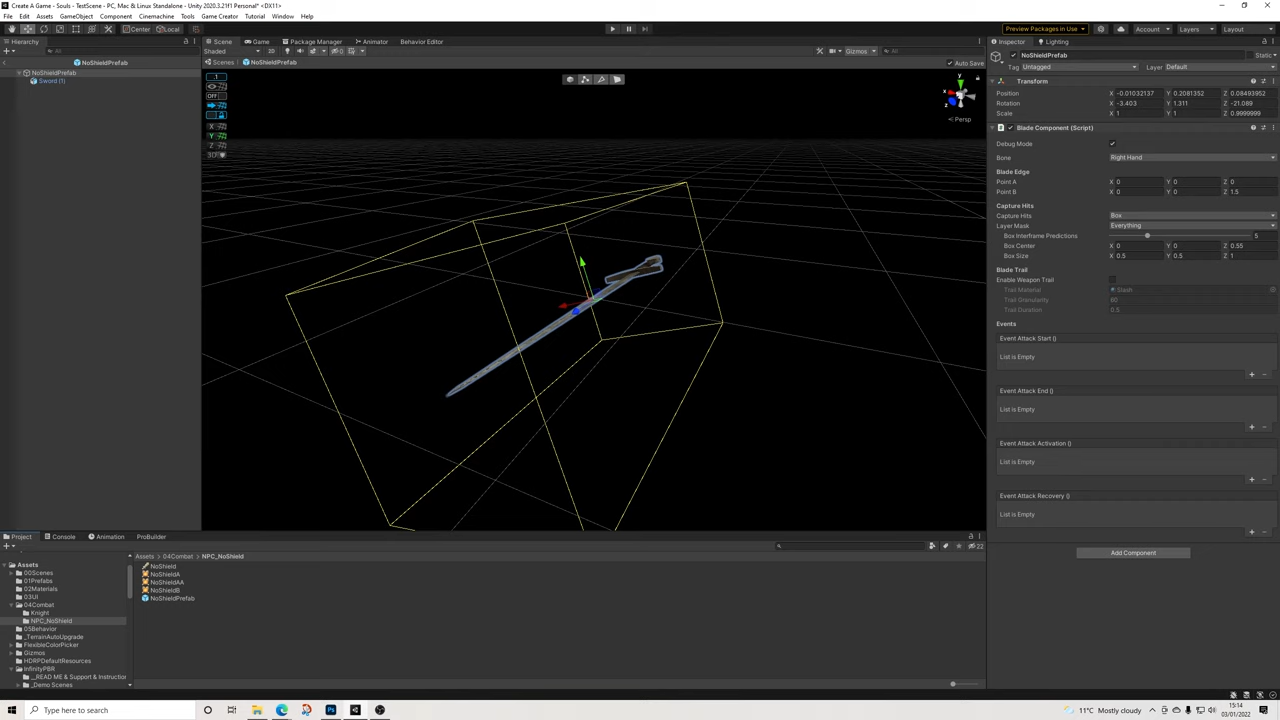 Create A Game - Souls - TestScene - PC, Mac & Linux Standalone - Unity 2020.3.21f1 Personal* <DX11>
File Edit Assets GameObject Component Cinemachine Tools Game Creator Tutorial Window Help
Center Local
Preview Packages in Use Account Layers Layout
Hierarchy
All
NoShieldPrefab
NoShieldPrefab
Sword (1)
Scene Game Package Manager Animator Behavior Editor
Shaded 2D 0 Gizmos All
Scenes NoShieldPrefab Auto Save
.1
OFF
X
Y
Z
3D
y
x
z
Persp
Inspector Lighting
NoShieldPrefab Static
Tag Untagged Layer Default
Transform
Position X -0.01032137 Y 0.2081352 Z 0.08493952
Rotation X -3.403 Y 1.311 Z -21.089
Scale X 1 Y 1 Z 0.9999999
Blade Component (Script)
Debug Mode
Bone Right Hand
Blade Edge
Point A X 0 Y 0 Z 0
Point B X 0 Y 0 Z 1.5
Capture Hits
Capture Hits Box
Layer Mask Everything
Box Interframe Predictions 5
Box Center X 0 Y 0 Z 0.55
Box Size X 0.5 Y 0.5 Z 1
Blade Trail
Enable Weapon Trail
Trail Material Slash
Trail Granularity 60
Trail Duration 0.5
Events
Event Attack Start ()
List is Empty
Event Attack End ()
List is Empty
Event Attack Activation ()
List is Empty
Event Attack Recovery ()
List is Empty
Add Component
Project Console Animation ProBuilder
22
Assets
00Scenes
01Prefabs
02Materials
03UI
04Combat
Knight
NPC_NoShield
05Behavior
_TerrainAutoUpgrade
FlexibleColorPicker
Gizmos
HDRPDefaultResources
InfinityPBR
__READ ME & Support & Instruction
_Demo Scenes
Assets 04Combat NPC_NoShield
NoShield
NoShieldA
NoShieldAA
NoShieldB
NoShieldPrefab
Type here to search
11°C Mostly cloudy
15:14
03/01/2022